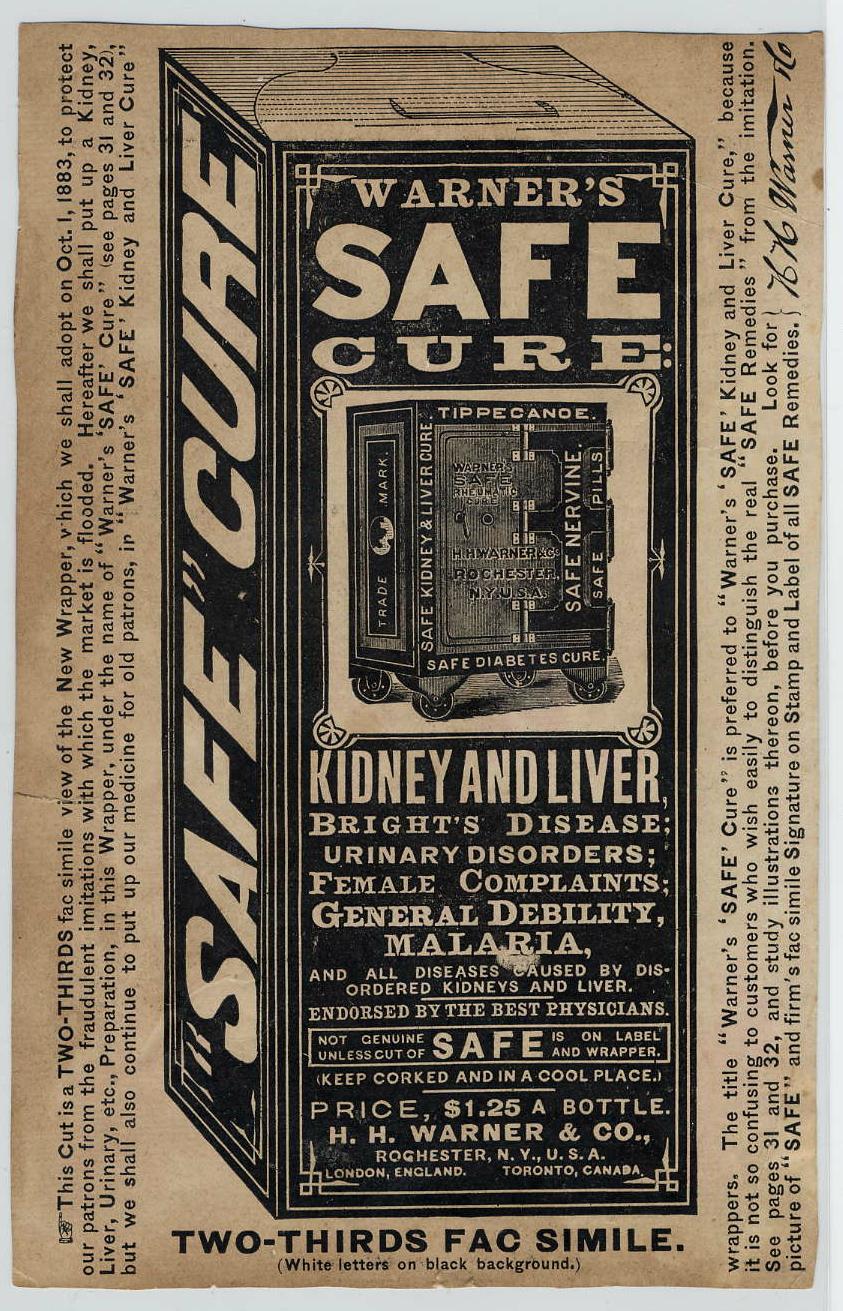 ☞This Cut is a TWO-THIRDS fac simile view of the New Wrapper, which we shall adopt on Oct. 1, 1883, to protect
our patrons from the fraudulent imitations with which the market is flooded. Hereafter we shall put up a Kidney,
Liver, Urinary, etc., Preparation, in this Wrapper, under the name of "Warner's 'SAFE' Cure" (see pages 31 and 32),
but we shall also continue to put up our medicine for old patrons, in "Warner's 'SAFE' Kidney and Liver Cure"
"SAFE" CURE
WARNER'S
SAFE
CURE:
TIPPECANOE.
TRADE MARK.
SAFE KIDNEY & LIVER CURE.
WARNER'S
SAFE
RHEUMATIC
CURE
H.H.WARNER & CO.
ROCHESTER.
N.Y.U.S.A.
SAFE NERVINE.
SAFE PILLS
SAFE DIABETES CURE.
KIDNEY AND LIVER,
BRIGHT'S DISEASE;
URINARY DISORDERS;
FEMALE COMPLAINTS;
GENERAL DEBILITY,
MALARIA,
AND ALL DISEASES CAUSED BY DIS-
ORDERED KIDNEYS AND LIVER.
ENDORSED BY THE BEST PHYSICIANS.
NOT GENUINE UNLESS CUT OF SAFE IS ON LABEL AND WRAPPER.
(KEEP CORKED AND IN A COOL PLACE.)
PRICE, $1.25 A BOTTLE.
H. H. WARNER & CO.,
ROCHESTER, N. Y., U. S. A.
LONDON, ENGLAND. TORONTO, CANADA.
TWO-THIRDS FAC SIMILE.
(White letters on black background.)
wrappers. The title "Warner's 'SAFE' Cure" is preferred to "Warner's 'SAFE' Kidney and Liver Cure," because
it is not so confusing to customers who wish easily to distinguish the real "SAFE Remedies" from the imitation.
See pages 31 and 32, and study illustrations thereon, before you purchase. Look for }
picture of "SAFE" and firm's fac simile Signature on Stamp and Label of all SAFE Remedies. }
H H Warner & Co